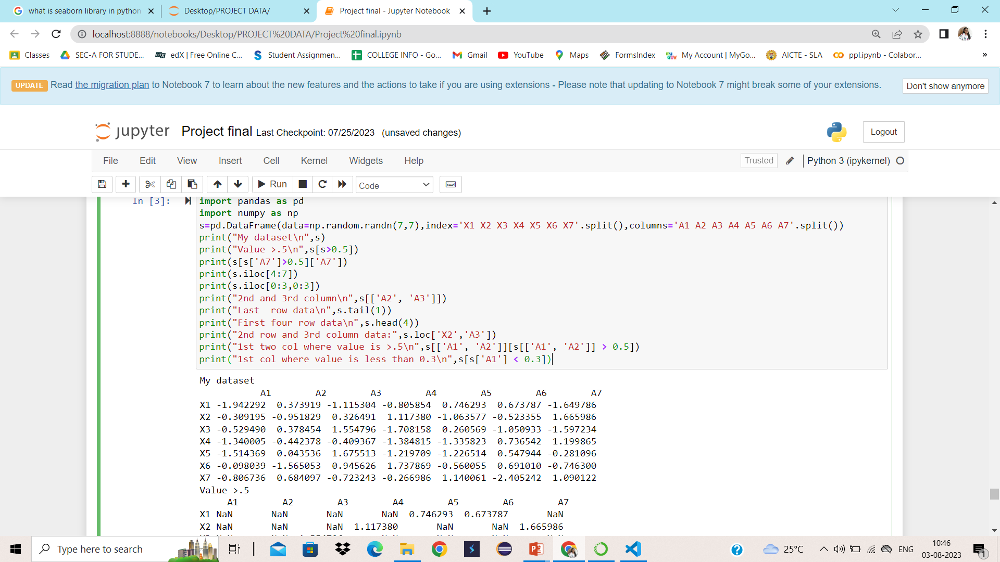 what is seaborn library in python
Desktop/PROJECT DATA/
Project final - Jupyter Notebook
localhost:8888/notebooks/Desktop/PROJECT%20DATA/Project%20final.ipynb
Classes
SEC-A FOR STUDE...
edX | Free Online C...
Student Assignmen...
COLLEGE INFO - Go...
Gmail
YouTube
Maps
FormsIndex
My Account | MyGo...
AICTE - SLA
ppl.ipynb - Colabor...
»
UPDATE Read the migration plan to Notebook 7 to learn about the new features and the actions to take if you are using extensions - Please note that updating to Notebook 7 might break some of your extensions.
Don't show anymore
jupyter Project final Last Checkpoint: 07/25/2023 (unsaved changes)
Logout
File Edit View Insert Cell Kernel Widgets Help
Trusted
Python 3 (ipykernel)
Run
Code
In [3]:
import pandas as pd
import numpy as np
s=pd.DataFrame(data=np.random.randn(7,7),index='X1 X2 X3 X4 X5 X6 X7'.split(),columns='A1 A2 A3 A4 A5 A6 A7'.split())
print("My dataset\n",s)
print("Value >.5\n",s[s>0.5])
print(s[s['A7']>0.5]['A7'])
print(s.iloc[4:7])
print(s.iloc[0:3,0:3])
print("2nd and 3rd column\n",s[['A2', 'A3']])
print("Last  row data\n",s.tail(1))
print("First four row data\n",s.head(4))
print("2nd row and 3rd column data:",s.loc['X2','A3'])
print("1st two col where value is >.5\n",s[['A1', 'A2']][s[['A1', 'A2']] > 0.5])
print("1st col where value is less than 0.3\n",s[s['A1'] < 0.3])
My dataset
A1 A2 A3 A4 A5 A6 A7
X1 -1.942292 0.373919 -1.115304 -0.805854 0.746293 0.673787 -1.649786
X2 -0.309195 -0.951829 0.326491 1.117380 -1.063577 -0.523355 1.665986
X3 -0.529490 0.378454 1.554796 -1.708158 0.260569 -1.050933 -1.597234
X4 -1.340005 -0.442378 -0.409367 -1.384815 -1.335823 0.736542 1.199865
X5 -1.514369 0.043536 1.675513 -1.219709 -1.226514 0.547944 -0.281096
X6 -0.098039 -1.565053 0.945626 1.737869 -0.560055 0.691010 -0.746300
X7 -0.806736 0.684097 -0.723243 -0.266986 1.140061 -2.405242 1.090122
Value >.5
A1 A2 A3 A4 A5 A6 A7
X1 NaN NaN NaN NaN 0.746293 0.673787 NaN
X2 NaN NaN NaN 1.117380 NaN NaN 1.665986
Type here to search
25°C
ENG
10:46
03-08-2023
1